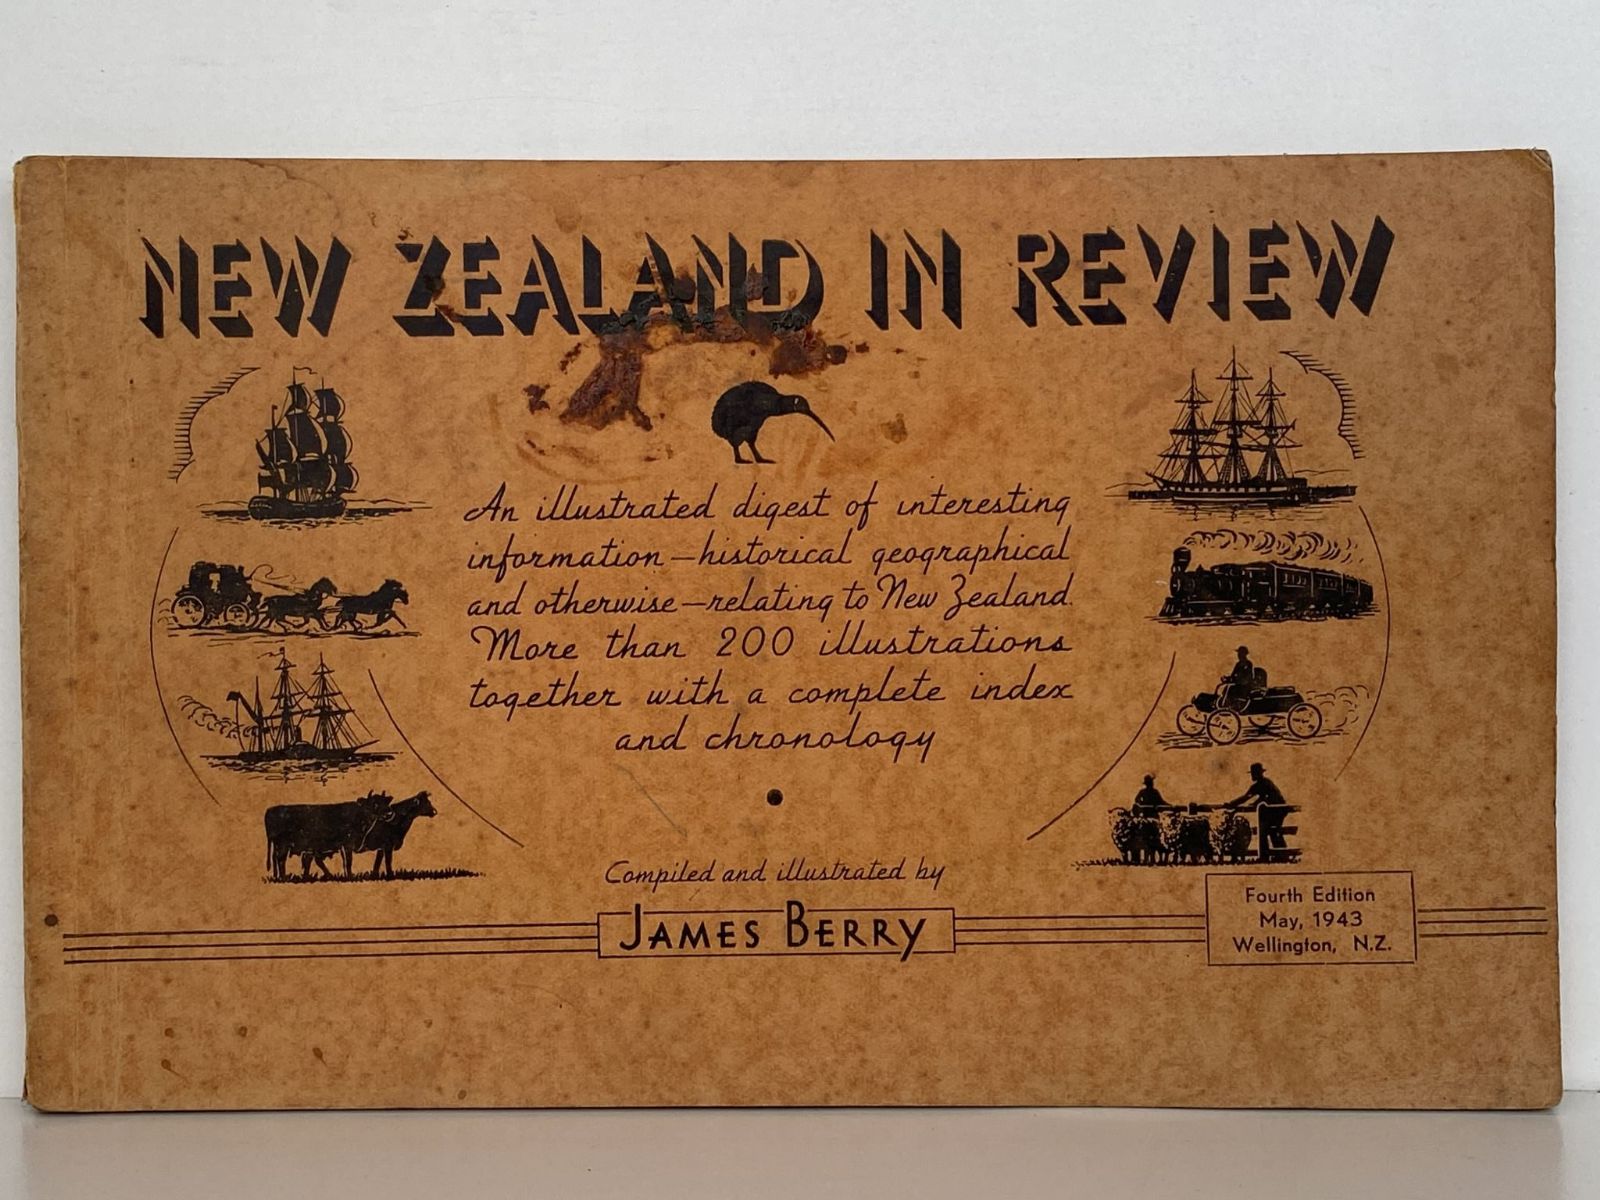 NEW ZEALAND IN REVIEW
An illustrated digest of interesting
information—historical geographical
and otherwise—relating to New Zealand.
More than 200 illustrations
together with a complete index
and chronology
Compiled and illustrated by
JAMES BERRY
Fourth Edition
May, 1943
Wellington, N.Z.